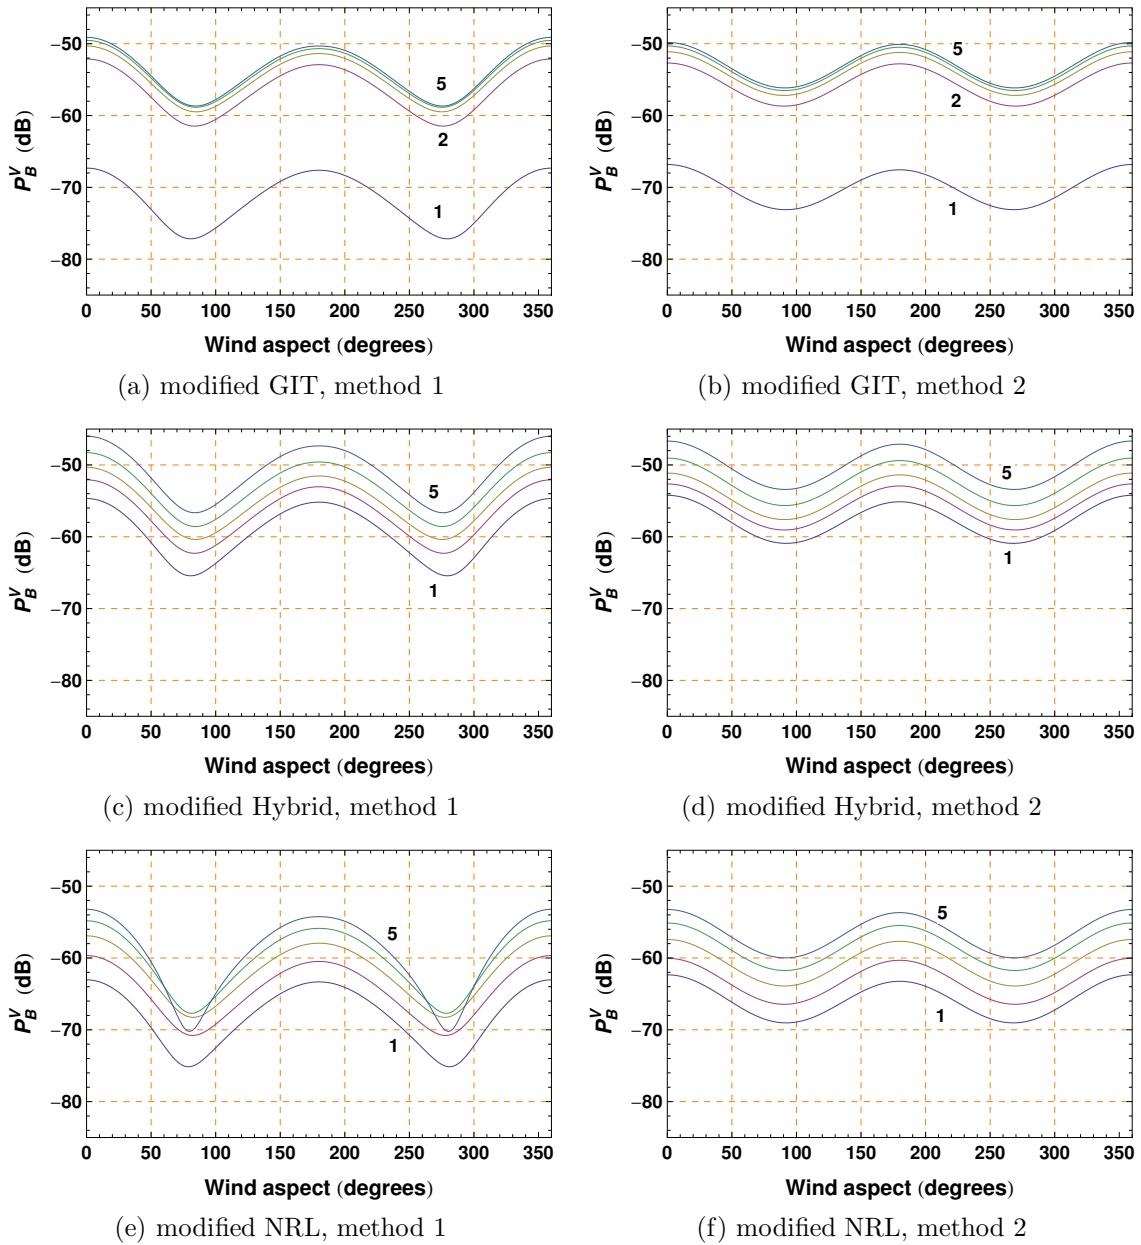 P_B^V (dB)
−50
−60
−70
−80
5
2
1
0 50 100 150 200 250 300 350
Wind aspect (degrees)
(a) modified GIT, method 1
P_B^V (dB)
−50
−60
−70
−80
5
2
1
0 50 100 150 200 250 300 350
Wind aspect (degrees)
(b) modified GIT, method 2
P_B^V (dB)
−50
−60
−70
−80
5
1
0 50 100 150 200 250 300 350
Wind aspect (degrees)
(c) modified Hybrid, method 1
P_B^V (dB)
−50
−60
−70
−80
5
1
0 50 100 150 200 250 300 350
Wind aspect (degrees)
(d) modified Hybrid, method 2
P_B^V (dB)
−50
−60
−70
−80
5
1
0 50 100 150 200 250 300 350
Wind aspect (degrees)
(e) modified NRL, method 1
P_B^V (dB)
−50
−60
−70
−80
5
1
0 50 100 150 200 250 300 350
Wind aspect (degrees)
(f) modified NRL, method 2